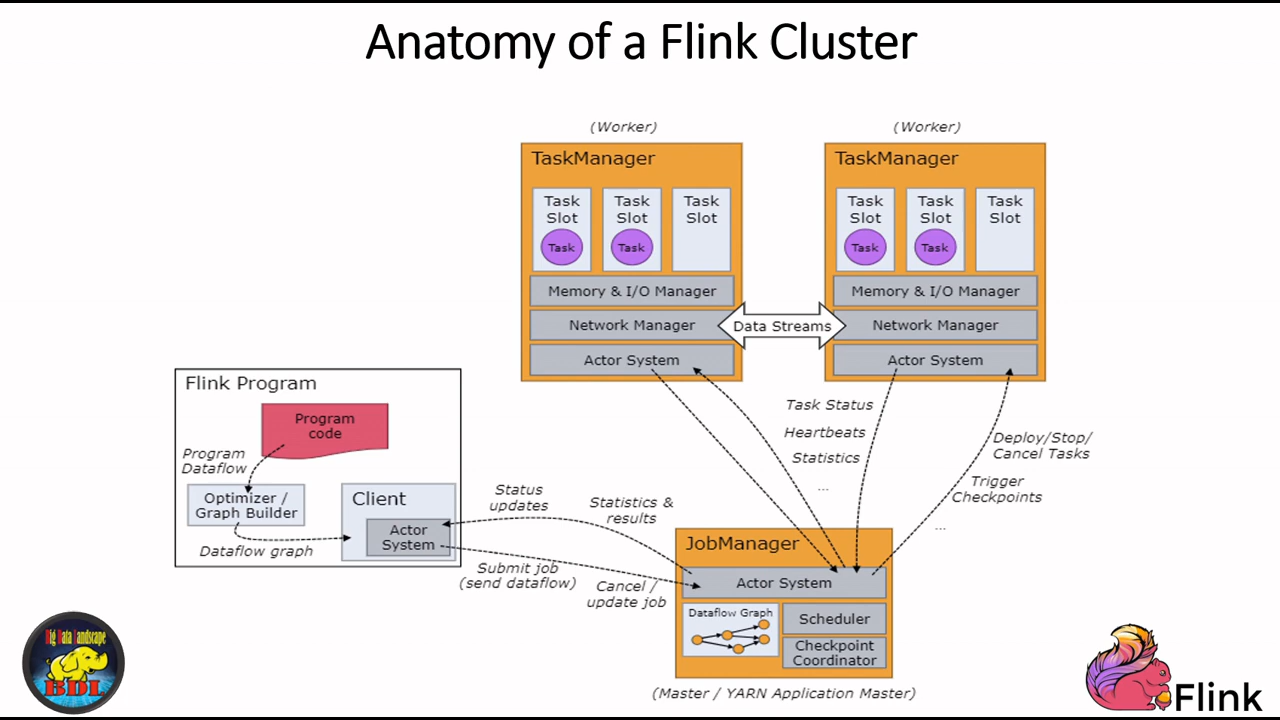 Anatomy of a Flink Cluster
(Worker)
TaskManager
Task
Slot
Task
Task
Slot
Task
Task
Slot
Memory & I/O Manager
Network Manager
Actor System
(Worker)
TaskManager
Task
Slot
Task
Task
Slot
Task
Task
Slot
Memory & I/O Manager
Network Manager
Actor System
Data Streams
Flink Program
Program
code
Program
Dataflow
Optimizer /
Graph Builder
Dataflow graph
Client
Actor
System
Status
updates
Statistics &
results
Submit job
(send dataflow)
Cancel /
update job
Task Status
Heartbeats
Statistics
...
Deploy/Stop/
Cancel Tasks
Trigger
Checkpoints
...
JobManager
Actor System
Dataflow Graph
Scheduler
Checkpoint
Coordinator
(Master / YARN Application Master)
Big Data Landscape
BDL
Flink